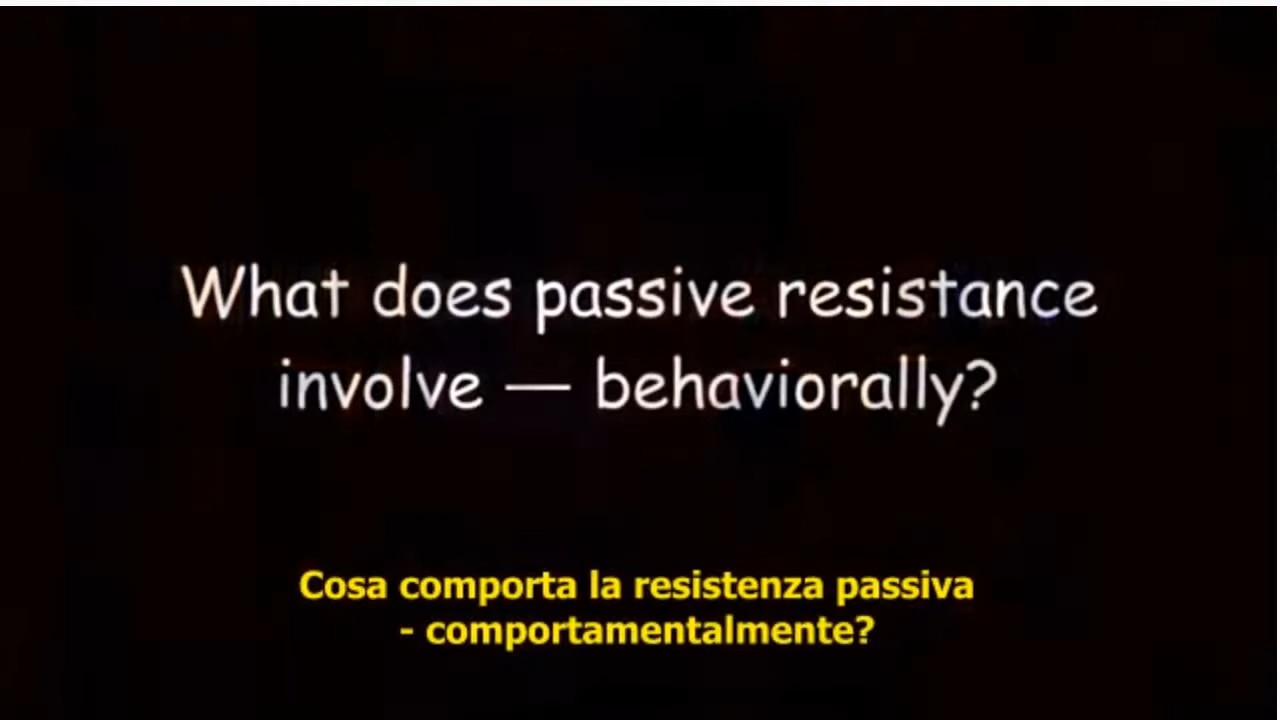 What does passive resistance
involve — behaviorally?
Cosa comporta la resistenza passiva
- comportamentalmente?